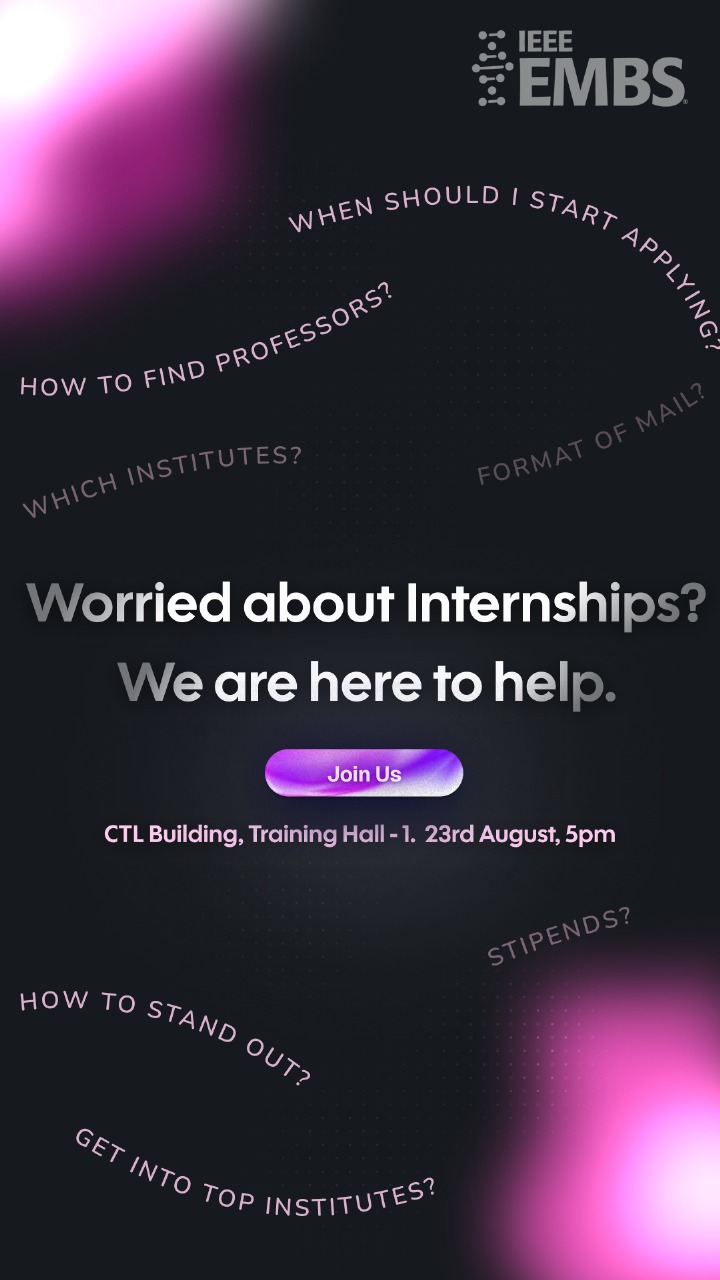 IEEE
EMBS®
WHEN SHOULD I START APPLYING?
HOW TO FIND PROFESSORS?
FORMAT OF MAIL?
WHICH INSTITUTES?
Worried about Internships?
We are here to help.
Join Us
CTL Building, Training Hall - 1. 23rd August, 5pm
STIPENDS?
HOW TO STAND OUT?
GET INTO TOP INSTITUTES?